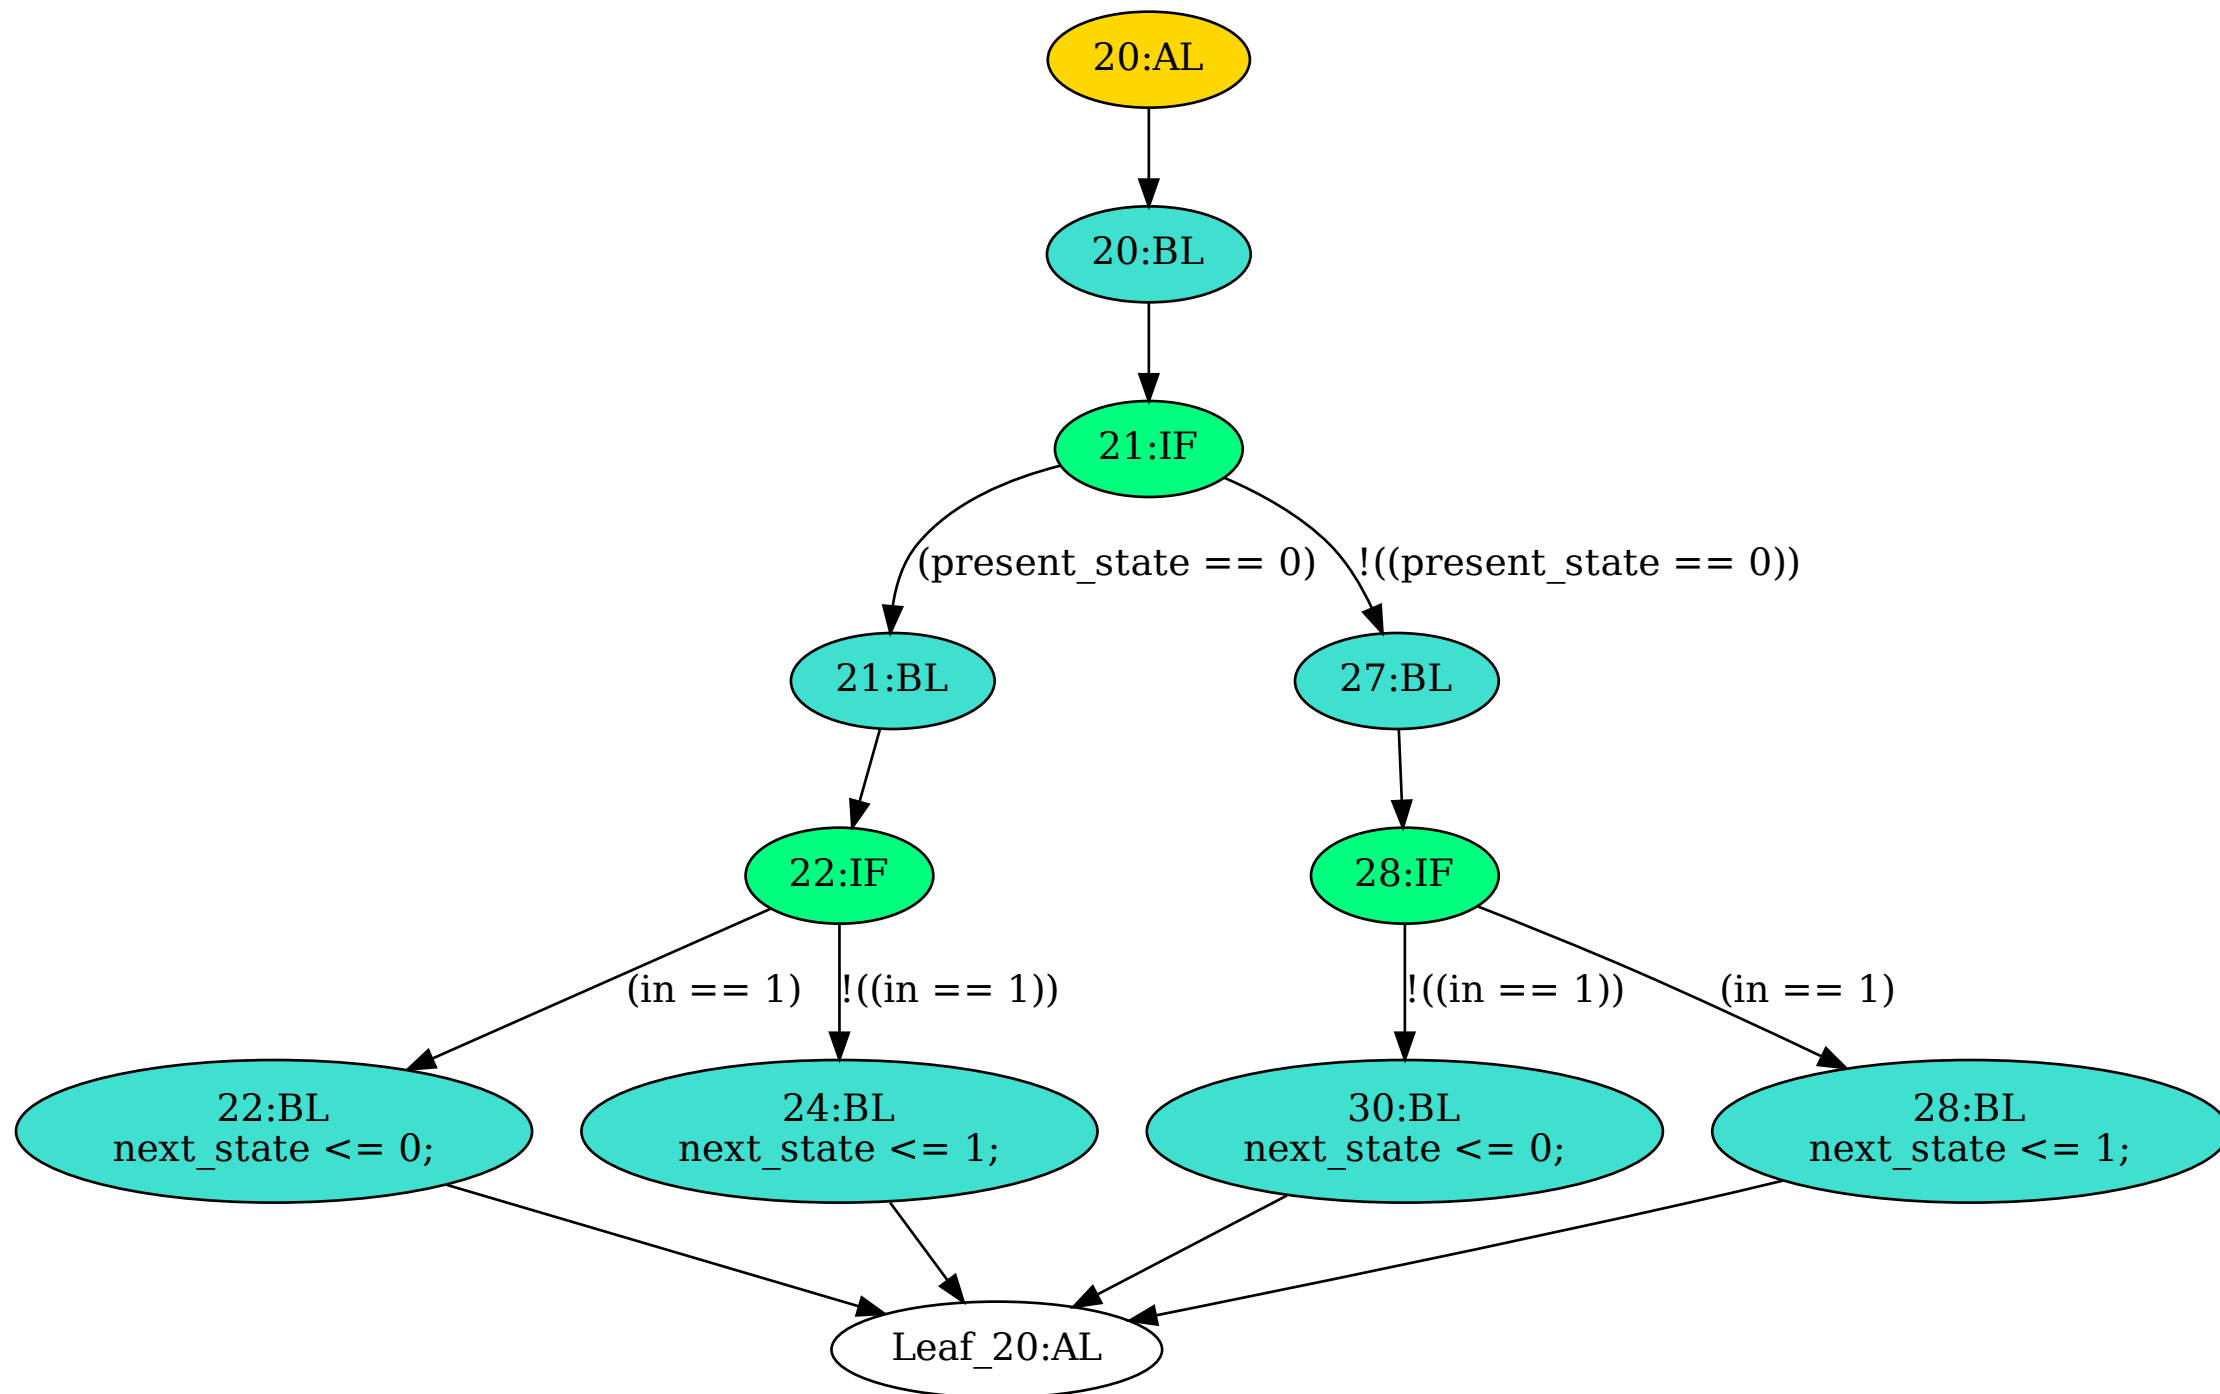 20:AL
20:BL
21:IF
(present_state == 0)
!((present_state == 0))
21:BL
27:BL
22:IF
28:IF
(in == 1)
!((in == 1))
!((in == 1))
(in == 1)
22:BL
next_state <= 0;
24:BL
next_state <= 1;
30:BL
next_state <= 0;
28:BL
next_state <= 1;
Leaf_20:AL